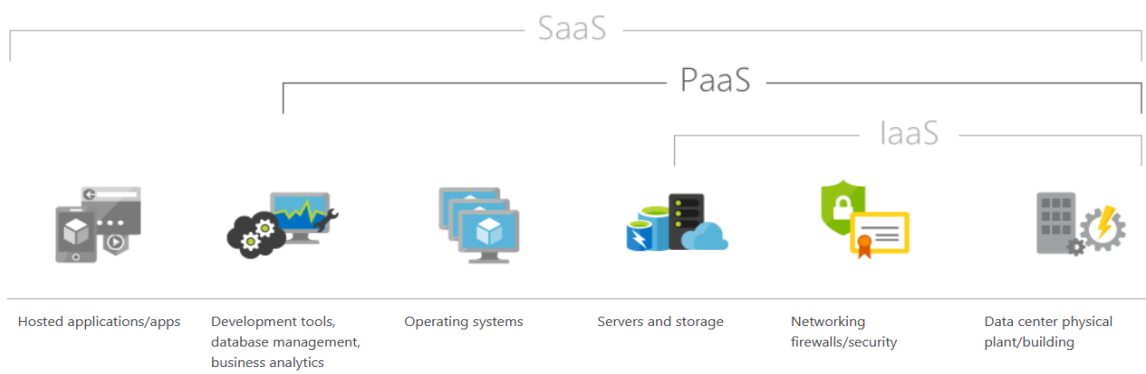 SaaS
PaaS
IaaS
Hosted applications/apps
Development tools,
database management,
business analytics
Operating systems
Servers and storage
Networking
firewalls/security
Data center physical
plant/building